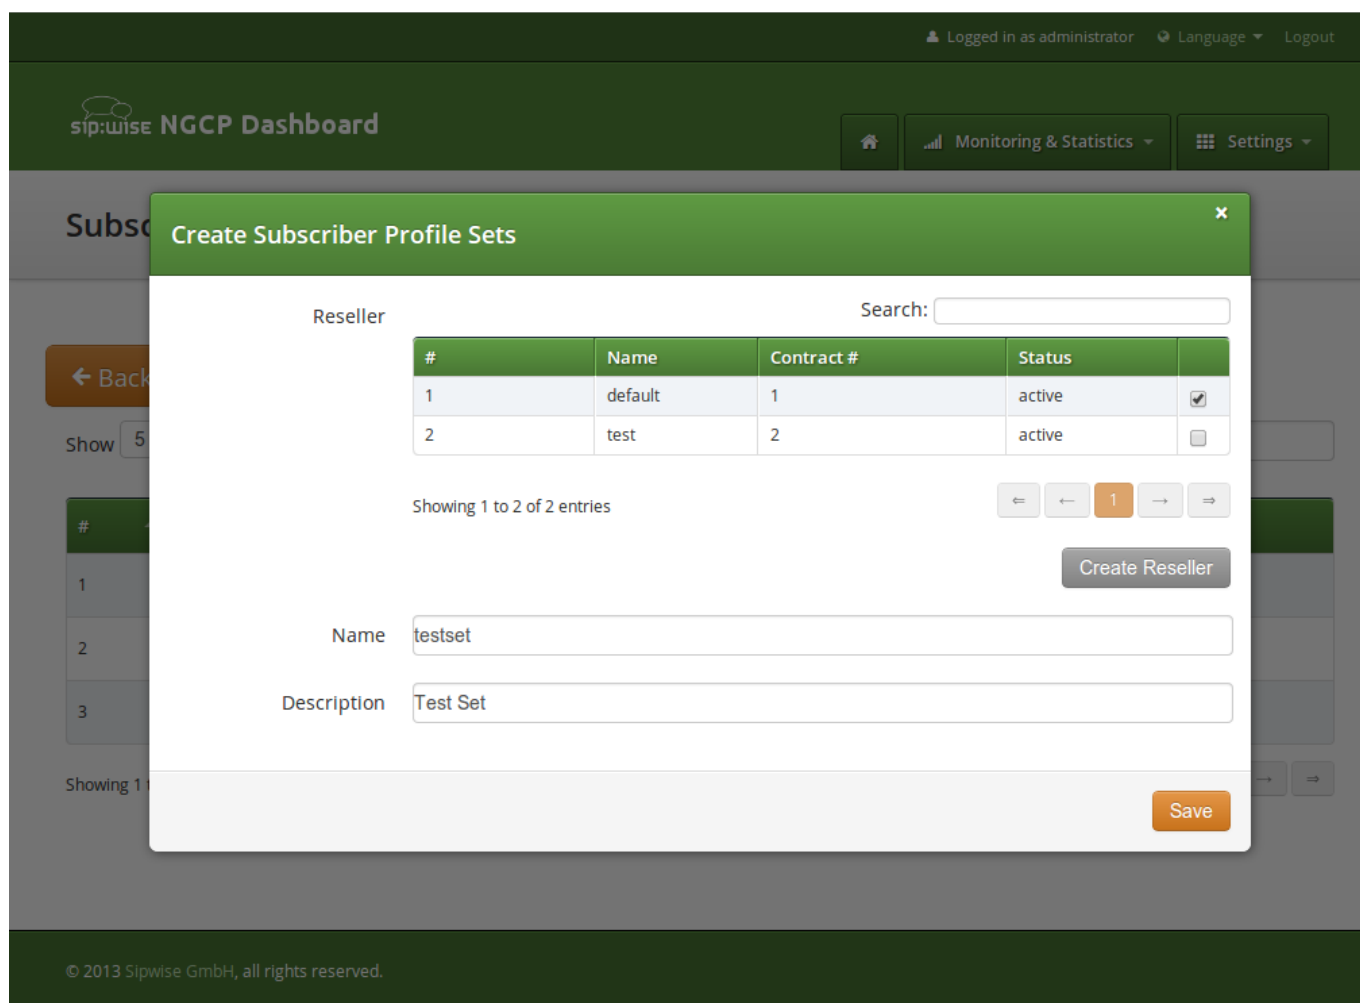 Logged in as administrator Language Logout
sip:wise NGCP Dashboard
Monitoring & Statistics Settings
Create Subscriber Profile Sets
Back
Reseller Search:
# Name Contract # Status
1 default 1 active
2 test 2 active
Show 5
Showing 1 to 2 of 2 entries 1
#
Create Reseller
1
Name testset
2
Description Test Set
3
Showing 1
Save
© 2013 Sipwise GmbH, all rights reserved.